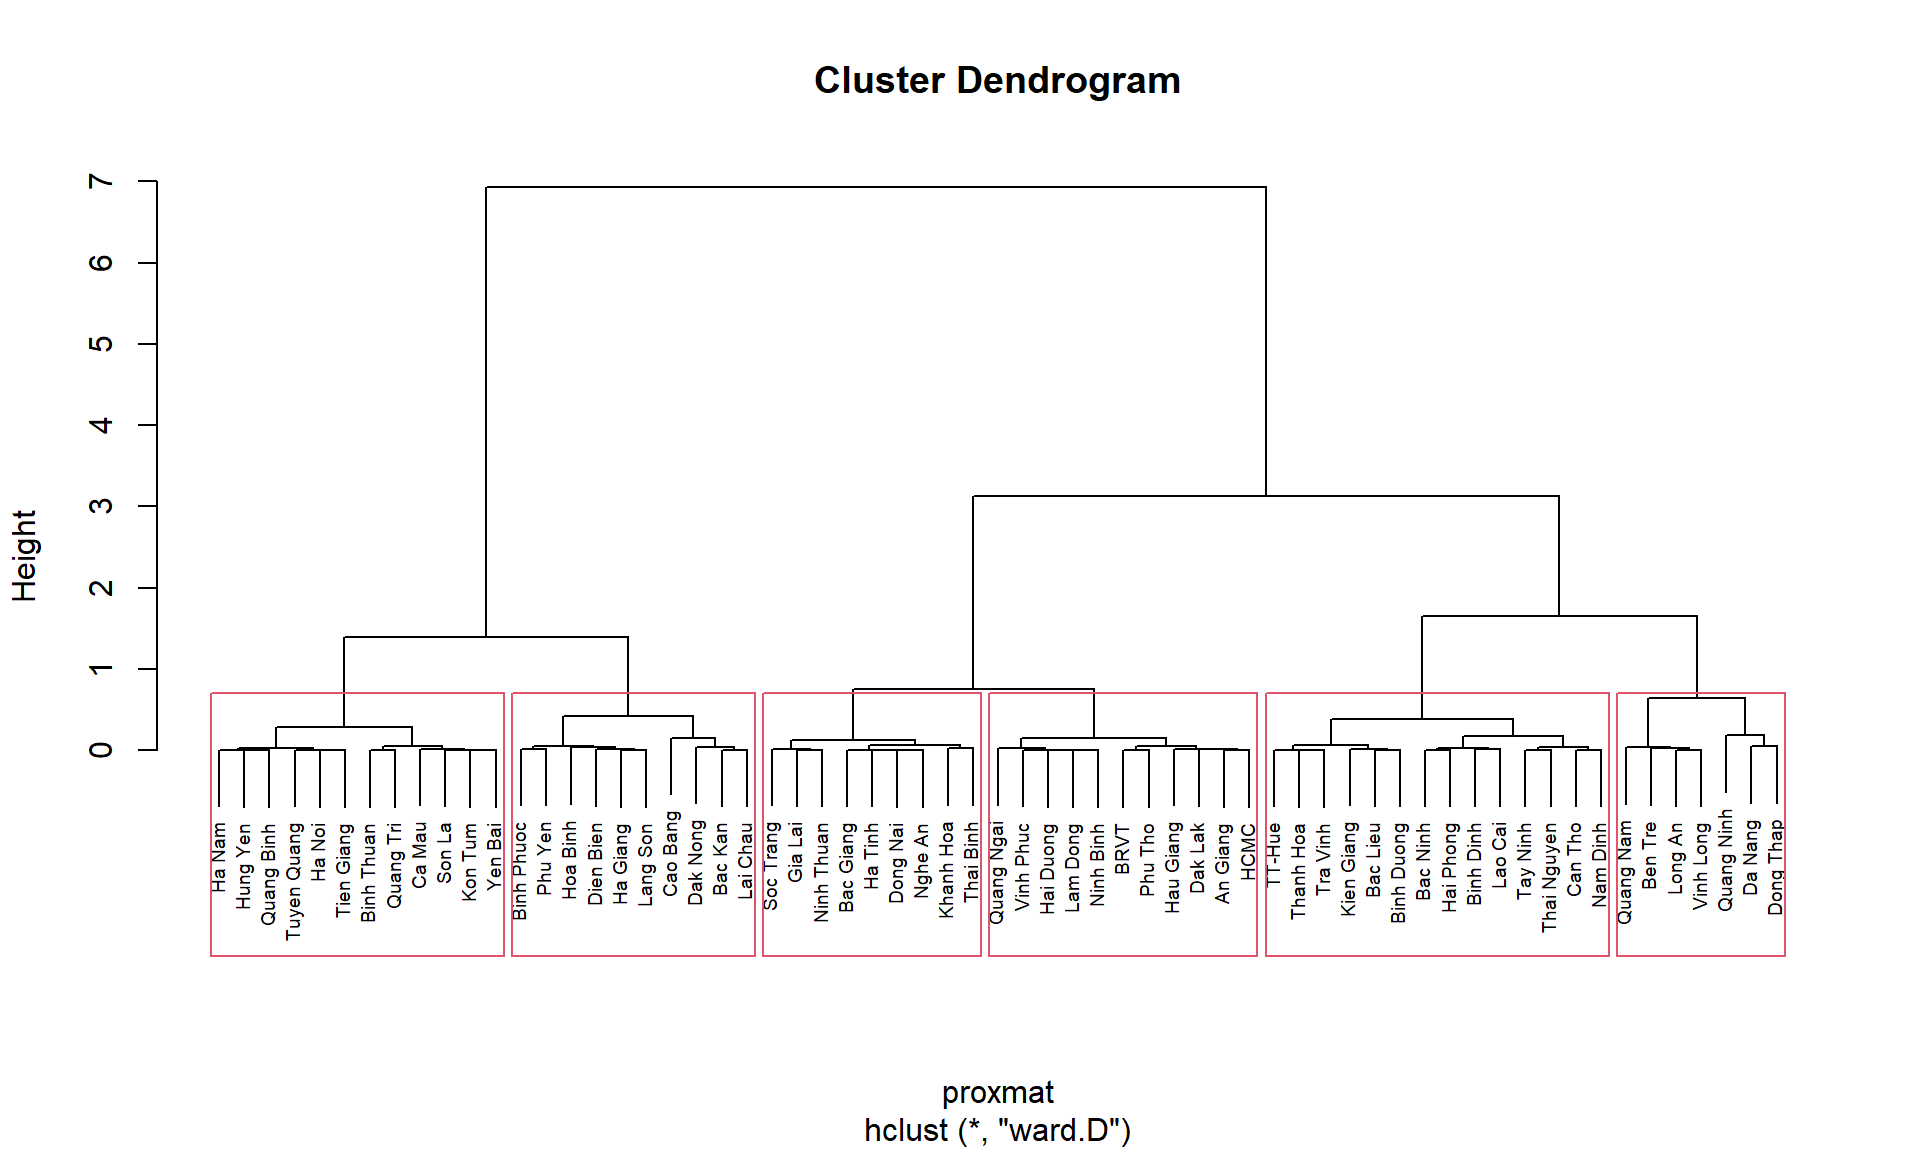 Cluster Dendrogram
Height
7
6
5
4
3
2
1
0
Ha Nam
Hung Yen
Quang Binh
Tuyen Quang
Ha Noi
Tien Giang
Binh Thuan
Quang Tri
Ca Mau
Son La
Kon Tum
Yen Bai
Binh Phuoc
Phu Yen
Hoa Binh
Dien Bien
Ha Giang
Lang Son
Cao Bang
Dak Nong
Bac Kan
Lai Chau
Soc Trang
Gia Lai
Ninh Thuan
Bac Giang
Ha Tinh
Dong Nai
Nghe An
Khanh Hoa
Thai Binh
Quang Ngai
Vinh Phuc
Hai Duong
Lam Dong
Ninh Binh
BRVT
Phu Tho
Hau Giang
Dak Lak
An Giang
HCMC
TT-Hue
Thanh Hoa
Tra Vinh
Kien Giang
Bac Lieu
Binh Duong
Bac Ninh
Hai Phong
Binh Dinh
Lao Cai
Tay Ninh
Thai Nguyen
Can Tho
Nam Dinh
Quang Nam
Ben Tre
Long An
Vinh Long
Quang Ninh
Da Nang
Dong Thap
proxmat
hclust (*, "ward.D")